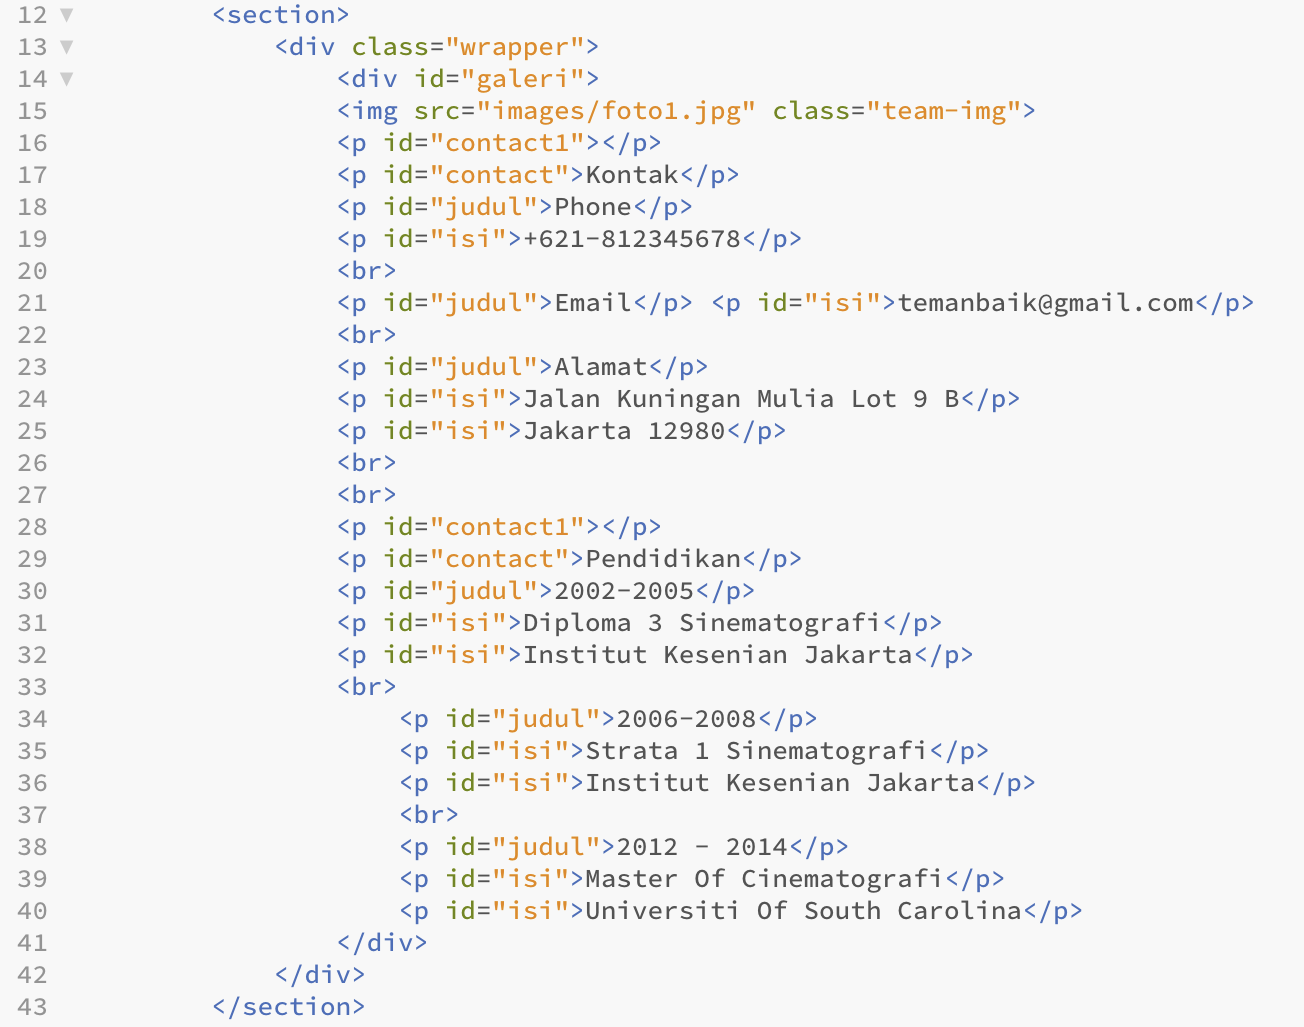 12 ▼ <section>
13 ▼ <div class="wrapper">
14 ▼ <div id="galeri">
15 <img src="images/foto1.jpg" class="team-img">
16 <p id="contact1"></p>
17 <p id="contact">Kontak</p>
18 <p id="judul">Phone</p>
19 <p id="isi">+621-812345678</p>
20 <br>
21 <p id="judul">Email</p> <p id="isi">temanbaik@gmail.com</p>
22 <br>
23 <p id="judul">Alamat</p>
24 <p id="isi">Jalan Kuningan Mulia Lot 9 B</p>
25 <p id="isi">Jakarta 12980</p>
26 <br>
27 <br>
28 <p id="contact1"></p>
29 <p id="contact">Pendidikan</p>
30 <p id="judul">2002-2005</p>
31 <p id="isi">Diploma 3 Sinematografi</p>
32 <p id="isi">Institut Kesenian Jakarta</p>
33 <br>
34 <p id="judul">2006-2008</p>
35 <p id="isi">Strata 1 Sinematografi</p>
36 <p id="isi">Institut Kesenian Jakarta</p>
37 <br>
38 <p id="judul">2012 - 2014</p>
39 <p id="isi">Master Of Cinematografi</p>
40 <p id="isi">Universiti Of South Carolina</p>
41 </div>
42 </div>
43 </section>